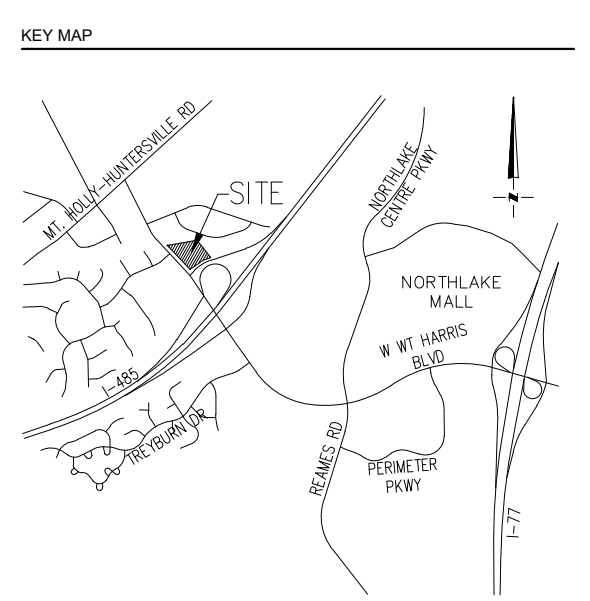 KEY MAP
MT. HOLLY-HUNTERSVILLE RD
SITE
NORTHLAKE
CENTRE PKWY
N
NORTHLAKE
MALL
W WT HARRIS
BLVD
I-485
TREYBURN DR
REAMES RD
PERIMETER
PKWY
I-77